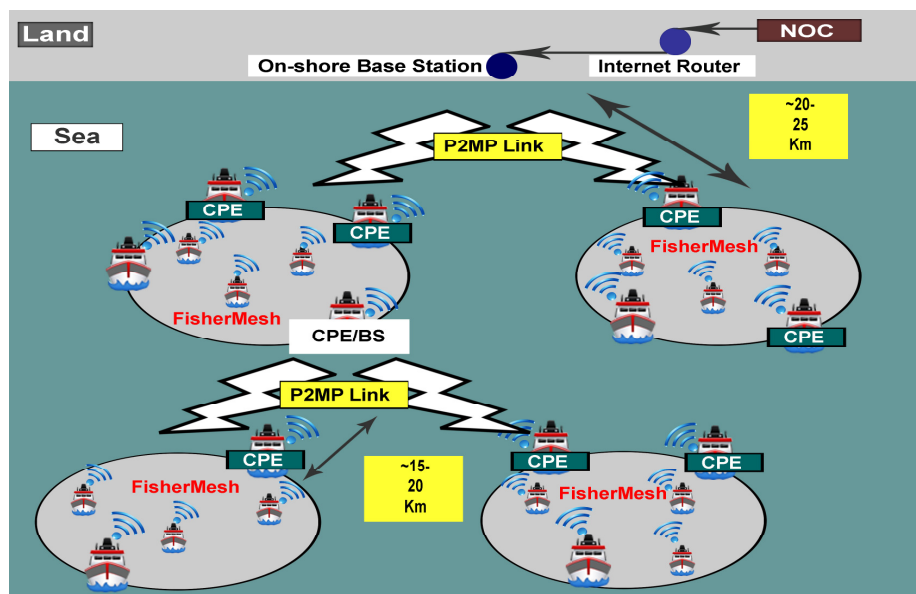 Land
NOC
On-shore Base Station
Internet Router
~20-
25
Km
Sea
P2MP Link
CPE
CPE
CPE
FisherMesh
FisherMesh
CPE/BS
CPE
P2MP Link
CPE
CPE
CPE
~15-
20
Km
FisherMesh
FisherMesh